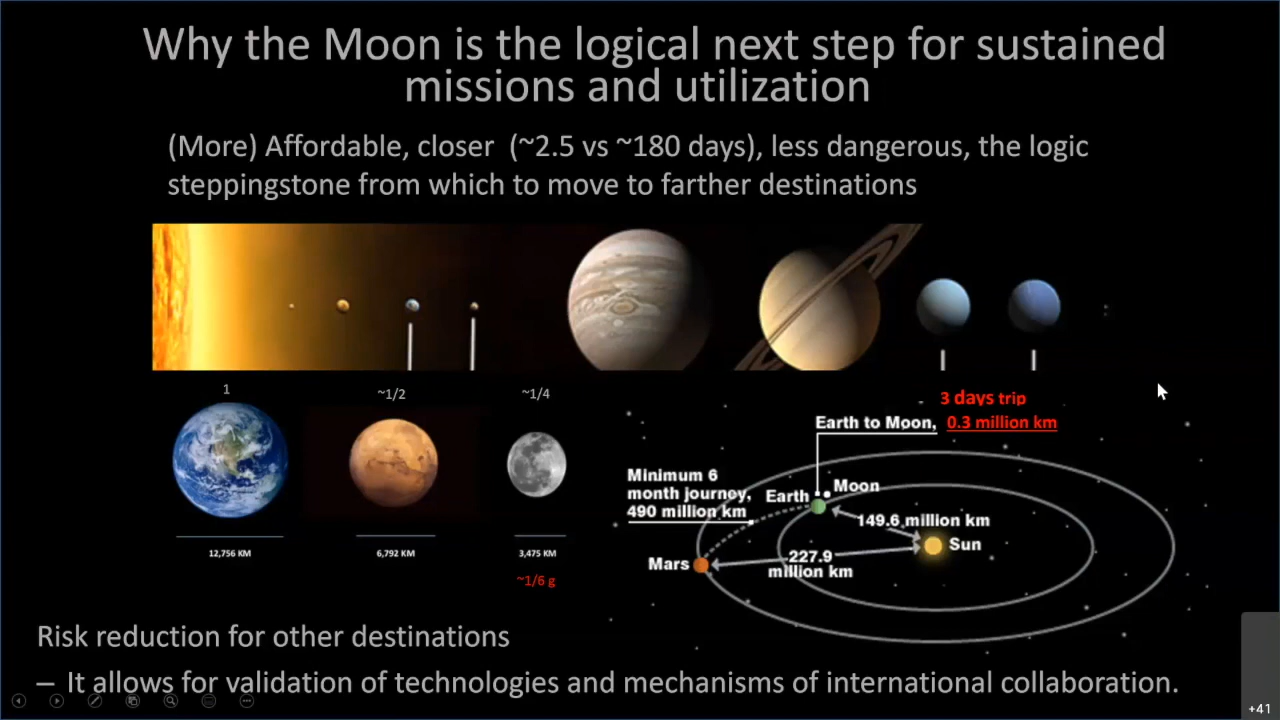 Why the Moon is the logical next step for sustained
missions and utilization
(More) Affordable, closer (~2.5 vs ~180 days), less dangerous, the logic
steppingstone from which to move to farther destinations
1
~1/2
~1/4
12,756 KM
6,792 KM
3,475 KM
~1/6 g
3 days trip
Earth to Moon, 0.3 million km
Minimum 6
month journey,
490 million km
Earth
Moon
149.6 million km
Sun
227.9
million km
Mars
Risk reduction for other destinations
– It allows for validation of technologies and mechanisms of international collaboration.
+41